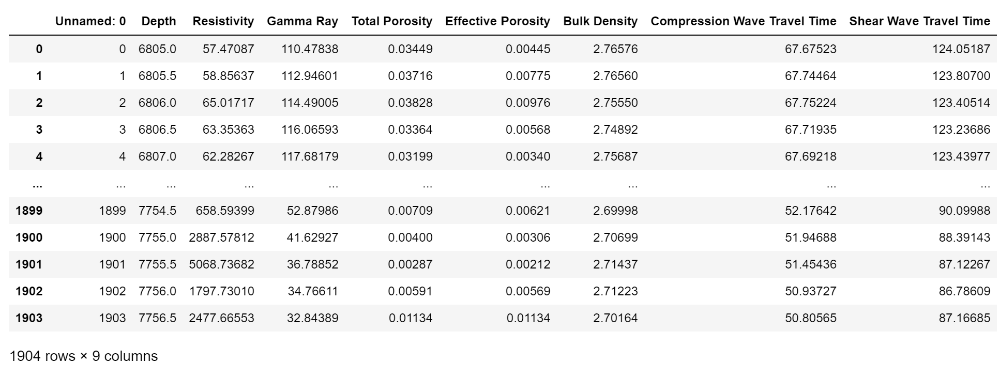 Unnamed: 0 Depth Resistivity Gamma Ray Total Porosity Effective Porosity Bulk Density Compression Wave Travel Time Shear Wave Travel Time
0 0 6805.0 57.47087 110.47838 0.03449 0.00445 2.76576 67.67523 124.05187
1 1 6805.5 58.85637 112.94601 0.03716 0.00775 2.76560 67.74464 123.80700
2 2 6806.0 65.01717 114.49005 0.03828 0.00976 2.75550 67.75224 123.40514
3 3 6806.5 63.35363 116.06593 0.03364 0.00568 2.74892 67.71935 123.23686
4 4 6807.0 62.28267 117.68179 0.03199 0.00340 2.75687 67.69218 123.43977
... ... ... ... ... ... ... ... ... ...
1899 1899 7754.5 658.59399 52.87986 0.00709 0.00621 2.69998 52.17642 90.09988
1900 1900 7755.0 2887.57812 41.62927 0.00400 0.00306 2.70699 51.94688 88.39143
1901 1901 7755.5 5068.73682 36.78852 0.00287 0.00212 2.71437 51.45436 87.12267
1902 1902 7756.0 1797.73010 34.76611 0.00591 0.00569 2.71223 50.93727 86.78609
1903 1903 7756.5 2477.66553 32.84389 0.01134 0.01134 2.70164 50.80565 87.16685
1904 rows × 9 columns